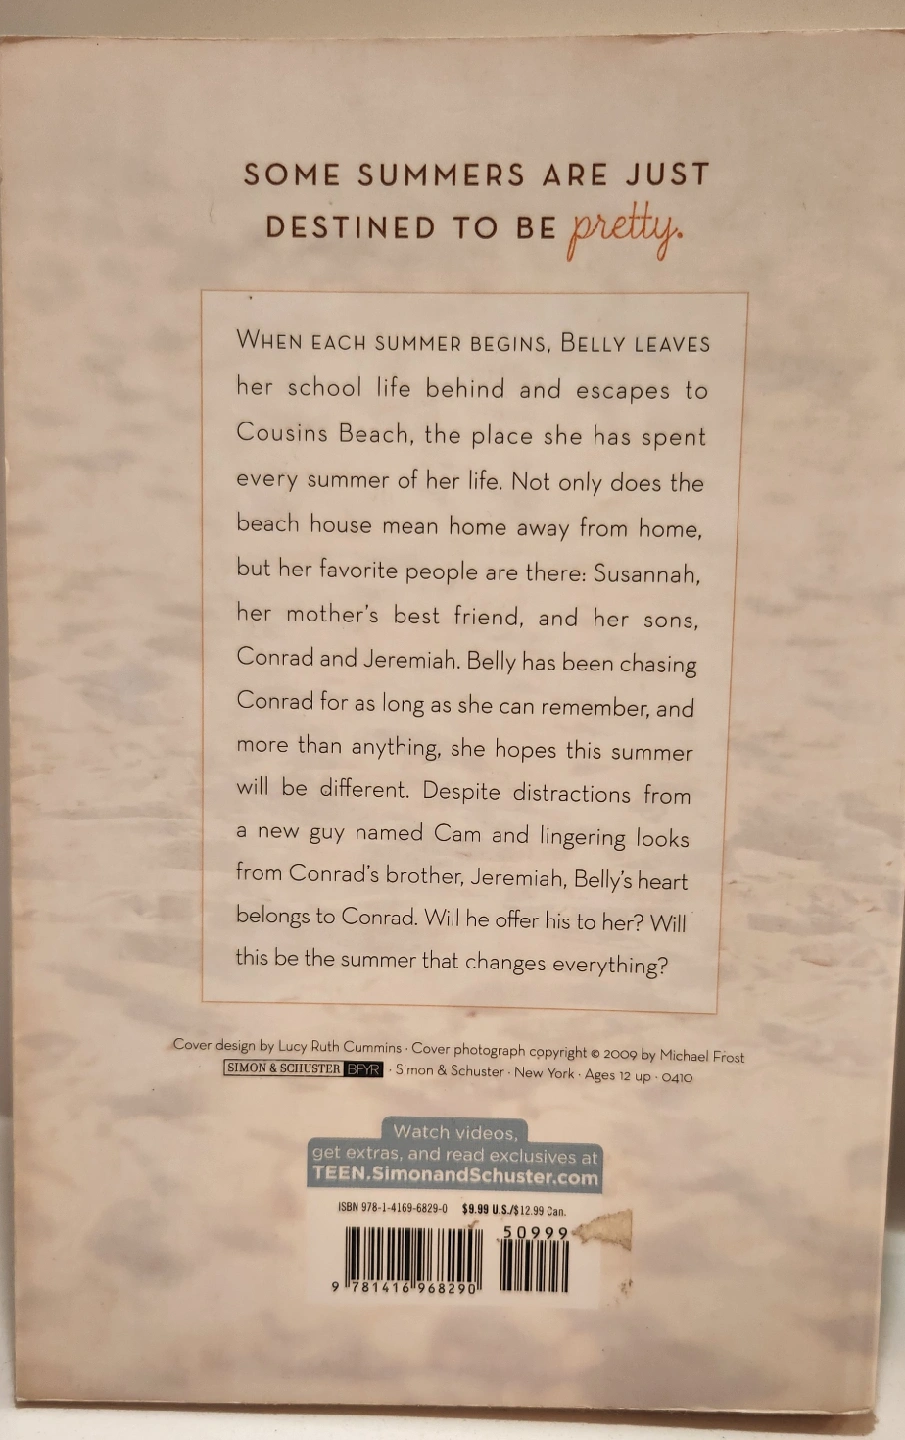 SOME SUMMERS ARE JUST
DESTINED TO BE pretty.
WHEN EACH SUMMER BEGINS, BELLY LEAVES
her school life behind and escapes to
Cousins Beach, the place she has spent
every summer of her life. Not only does the
beach house mean home away from home,
but her favorite people are there: Susannah,
her mother's best friend, and her sons,
Conrad and Jeremiah. Belly has been chasing
Conrad for as long as she can remember, and
more than anything, she hopes this summer
will be different. Despite distractions from
a new guy named Cam and lingering looks
from Conrad's brother, Jeremiah, Belly's heart
belongs to Conrad. Will he offer his to her? Will
this be the summer that changes everything?
Cover design by Lucy Ruth Cummins · Cover photograph copyright © 2009 by Michael Frost
SIMON & SCHUSTER BFYR · Simon & Schuster · New York · Ages 12 up · 0410
Watch videos,
get extras, and read exclusives at
TEEN.SimonandSchuster.com
ISBN 978-1-4169-6829-0 $9.99 U.S./$12.99 Can.
50999
9 781416 968290